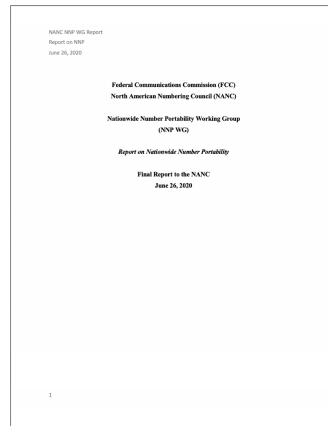 NANC NNP WG Report
Report on NNP
June 26, 2020
Federal Communications Commission (FCC)
North American Numbering Council (NANC)
Nationwide Number Portability Working Group
(NNP WG)
Report on Nationwide Number Portability
Final Report to the NANC
June 26, 2020
1